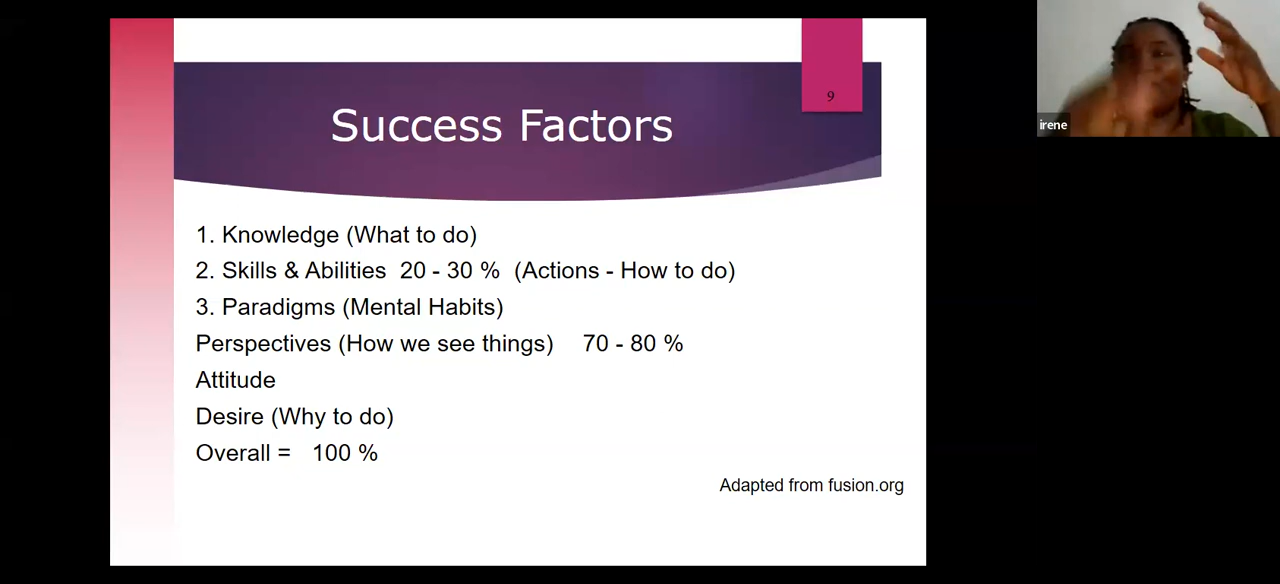 9
Success Factors
irene
1. Knowledge (What to do)
2. Skills & Abilities 20 - 30 % (Actions - How to do)
3. Paradigms (Mental Habits)
Perspectives (How we see things) 70 - 80 %
Attitude
Desire (Why to do)
Overall = 100 %
Adapted from fusion.org